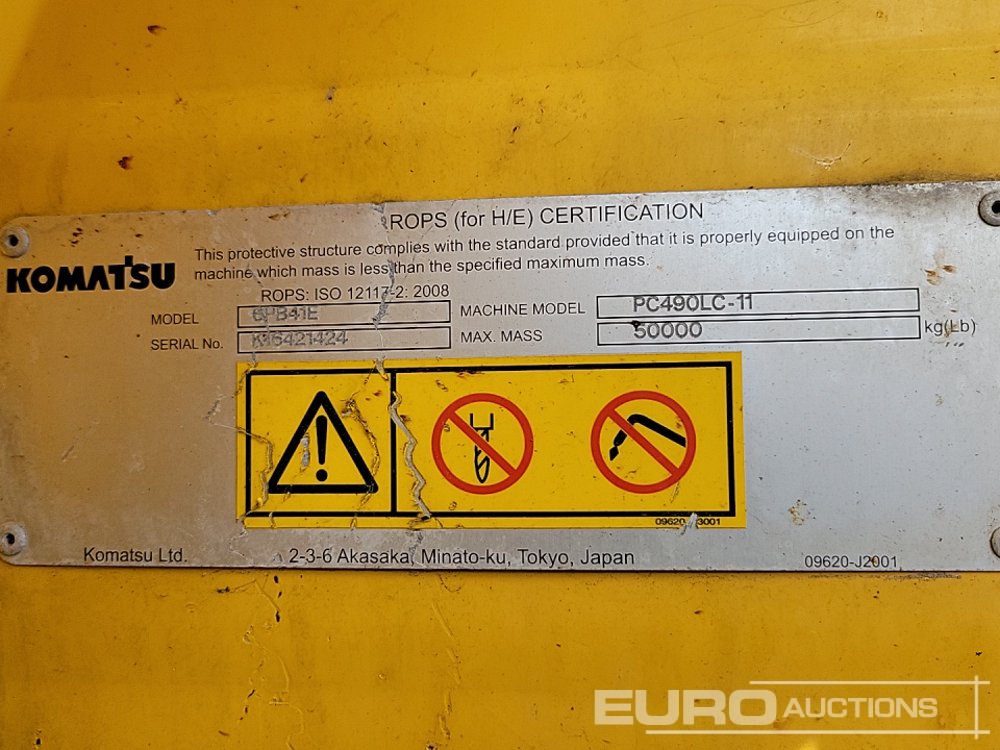 ROPS (for H/E) CERTIFICATION
This protective structure complies with the standard provided that it is properly equipped on the
machine which mass is less than the specified maximum mass.
KOMATSU
ROPS: ISO 12117-2: 2008
MODEL 6PB41E MACHINE MODEL PC490LC-11
SERIAL No. MAX. MASS 50000 kg(Lb)
Komatsu Ltd. 2-3-6 Akasaka, Minato-ku, Tokyo, Japan 09620-J2001
EURO AUCTIONS